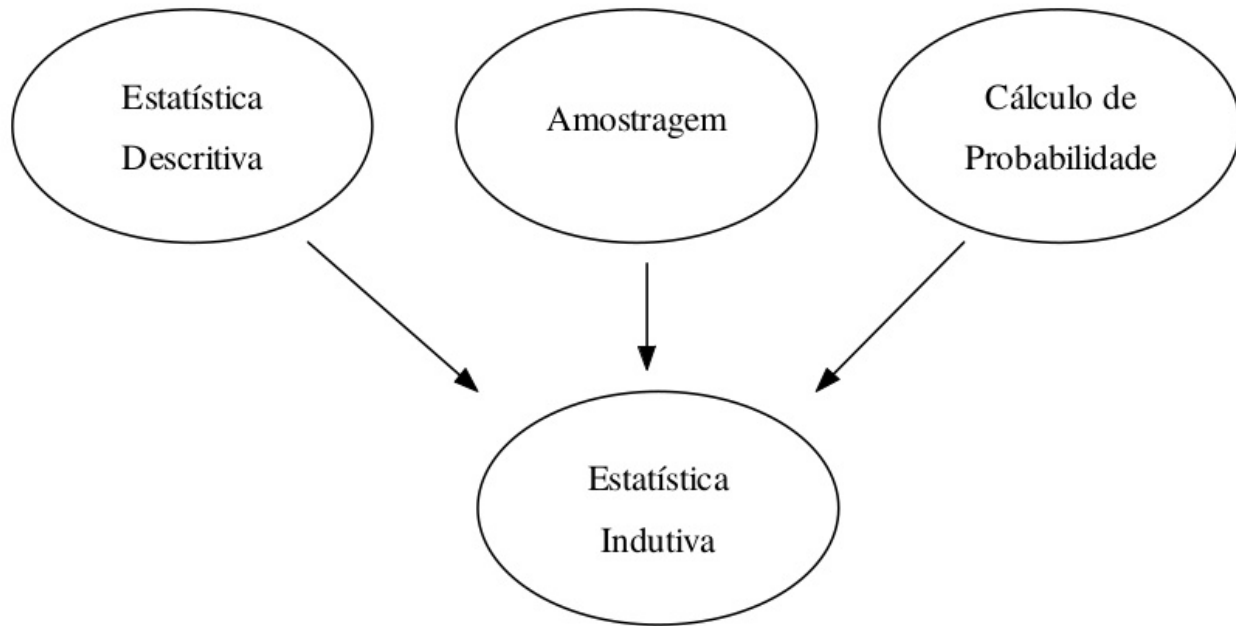 Estatística
Descritiva
Amostragem
Cálculo de
Probabilidade
Estatística
Indutiva